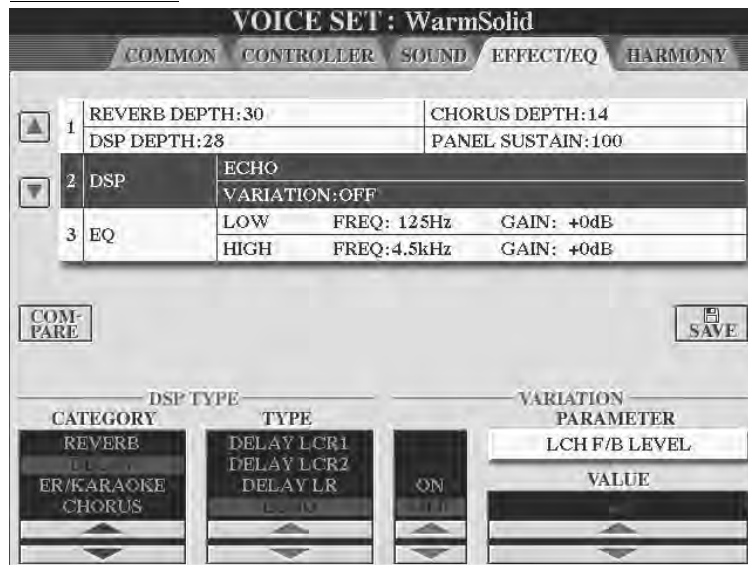 VOICE SET : WarmSolid
COMMON CONTROLLER SOUND EFFECT/EQ HARMONY
1 REVERB DEPTH:30 CHORUS DEPTH:14
DSP DEPTH:28 PANEL SUSTAIN:100
2 DSP ECHO
VARIATION:OFF
3 EQ LOW FREQ: 125Hz GAIN: +0dB
HIGH FREQ:4.5kHz GAIN: +0dB
COM-
PARE
SAVE
DSP TYPE VARIATION
CATEGORY TYPE PARAMETER
REVERB DELAY LCR1 LCH F/B LEVEL
DELAY LCR2
ER/KARAOKE DELAY LR ON VALUE
CHORUS